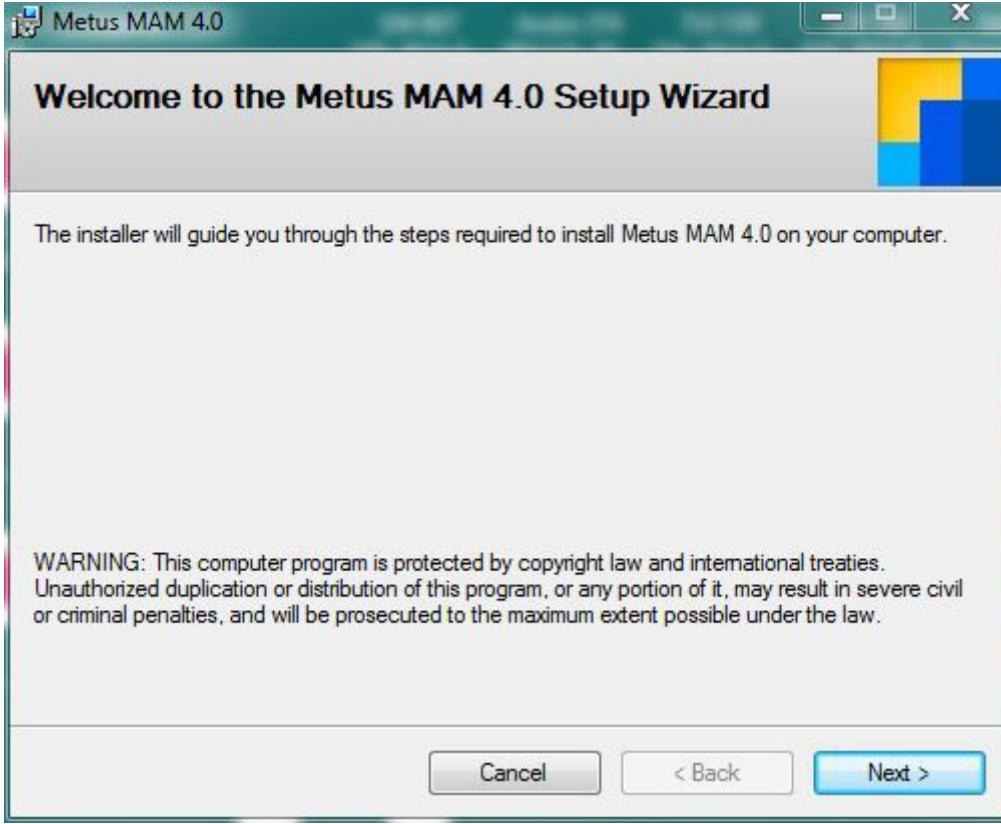 Metus MAM 4.0
Welcome to the Metus MAM 4.0 Setup Wizard
The installer will guide you through the steps required to install Metus MAM 4.0 on your computer.
WARNING: This computer program is protected by copyright law and international treaties.
Unauthorized duplication or distribution of this program, or any portion of it, may result in severe civil
or criminal penalties, and will be prosecuted to the maximum extent possible under the law.
Cancel < Back Next >